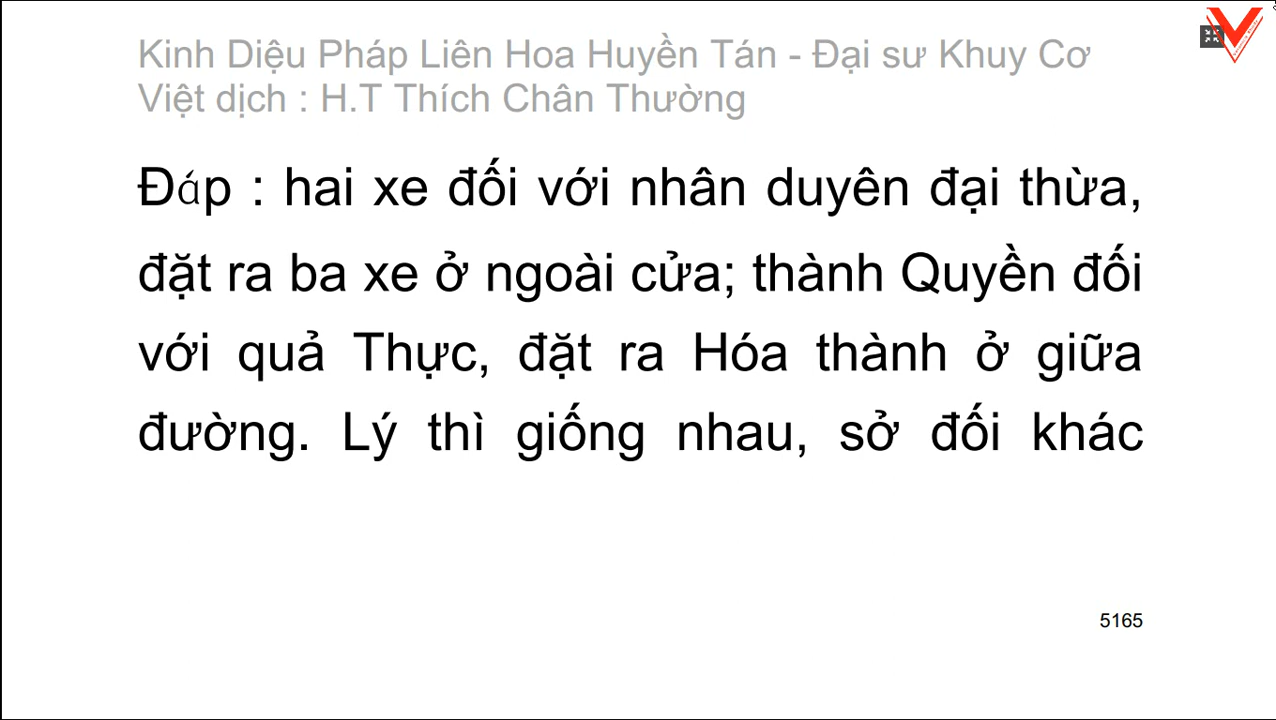 Kinh Diệu Pháp Liên Hoa Huyền Tán - Đại sư Khuy Cơ
Việt dịch : H.T Thích Chân Thường
Đáp : hai xe đối với nhân duyên đại thừa,
đặt ra ba xe ở ngoài cửa; thành Quyền đối
với quả Thực, đặt ra Hóa thành ở giữa
đường. Lý thì giống nhau, sở đối khác
5165